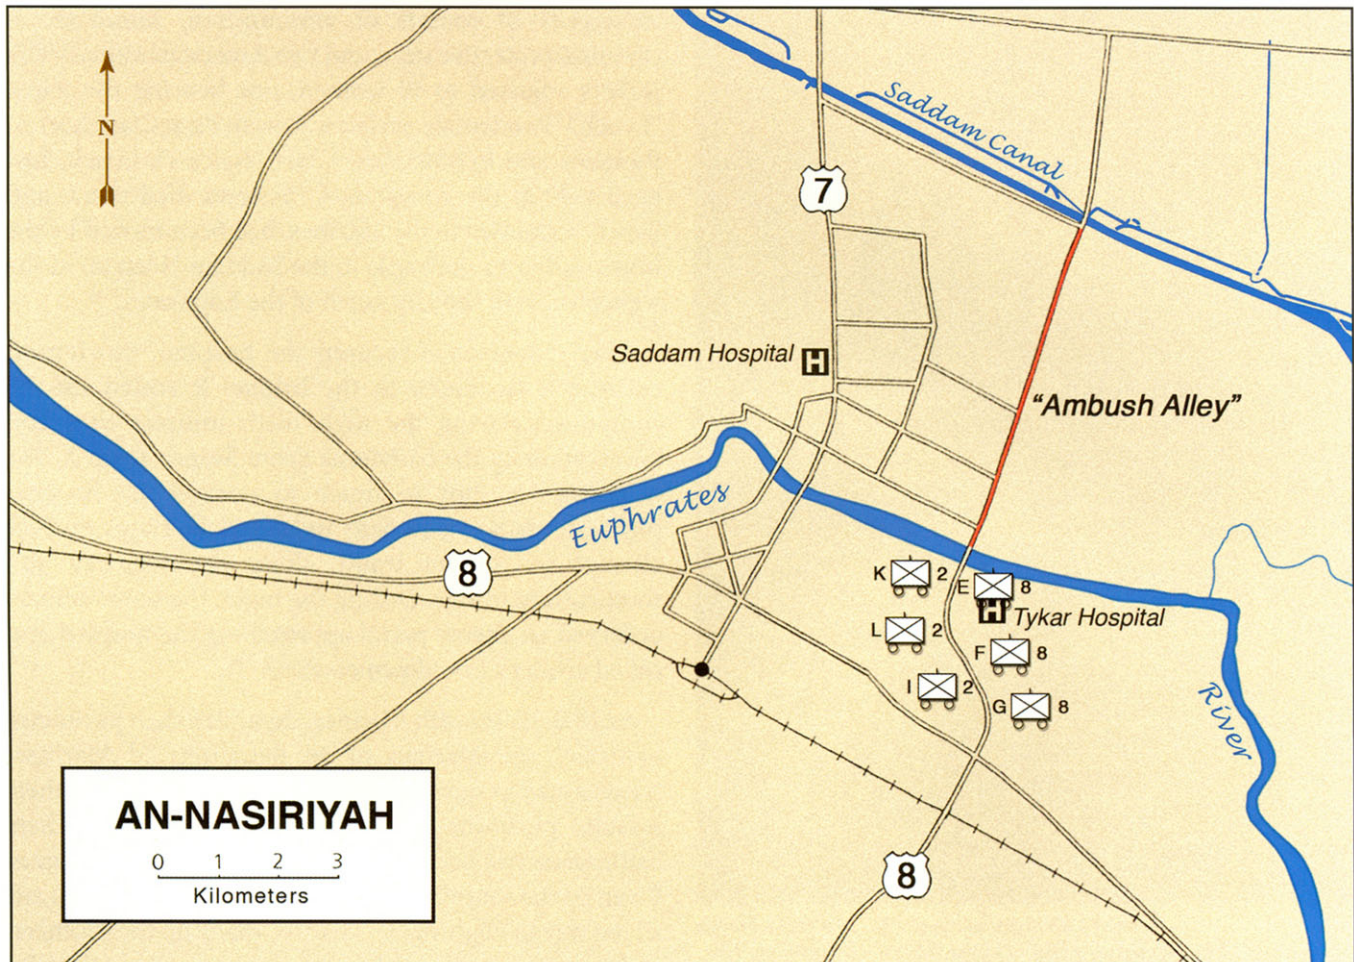 N
Saddam Canal
7
Saddam Hospital H
"Ambush Alley"
Euphrates
8
K 2
E 8
H Tykar Hospital
L 2
F 8
I 2
G 8
River
AN-NASIRIYAH
0 1 2 3
Kilometers
8